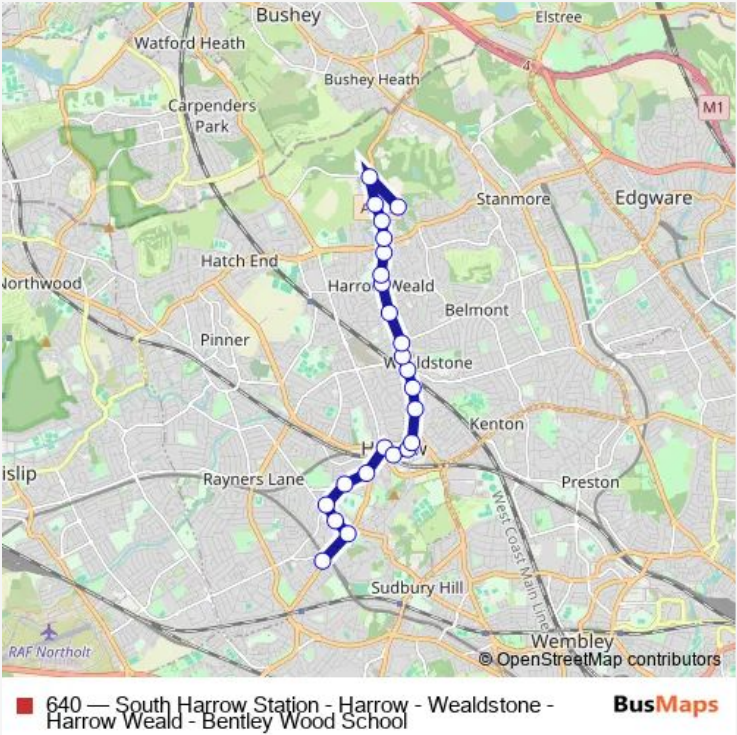 Bushey
Elstree
Watford Heath
4
Bushey Heath
Carpenders
Park
M1
Stanmore
Edgware
Hatch End
Northwood
Harrow Weald
Belmont
Pinner
Wealdstone
Kenton
Harrow
islip
Rayners Lane
Preston
West Coast Main Line
Sudbury Hill
RAF Northolt
Wembley
© OpenStreetMap contributors
640 — South Harrow Station - Harrow - Wealdstone -
Harrow Weald - Bentley Wood School
BusMaps